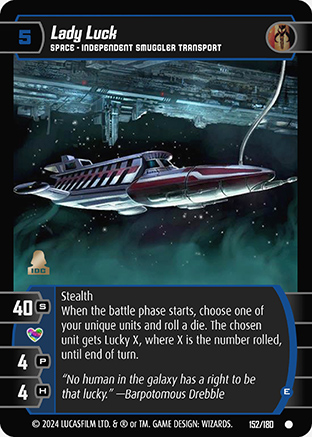 5
Lady Luck
SPACE - INDEPENDENT SMUGGLER TRANSPORT
IDC
40 S
4 P
4 H
Stealth
When the battle phase starts, choose one of
your unique units and roll a die. The chosen
unit gets Lucky X, where X is the number rolled,
until end of turn.
"No human in the galaxy has a right to be
that lucky." —Barpotomous Drebble
E
© 2024 LUCASFILM LTD. & ® or TM. GAME DESIGN: WIZARDS.
152/180